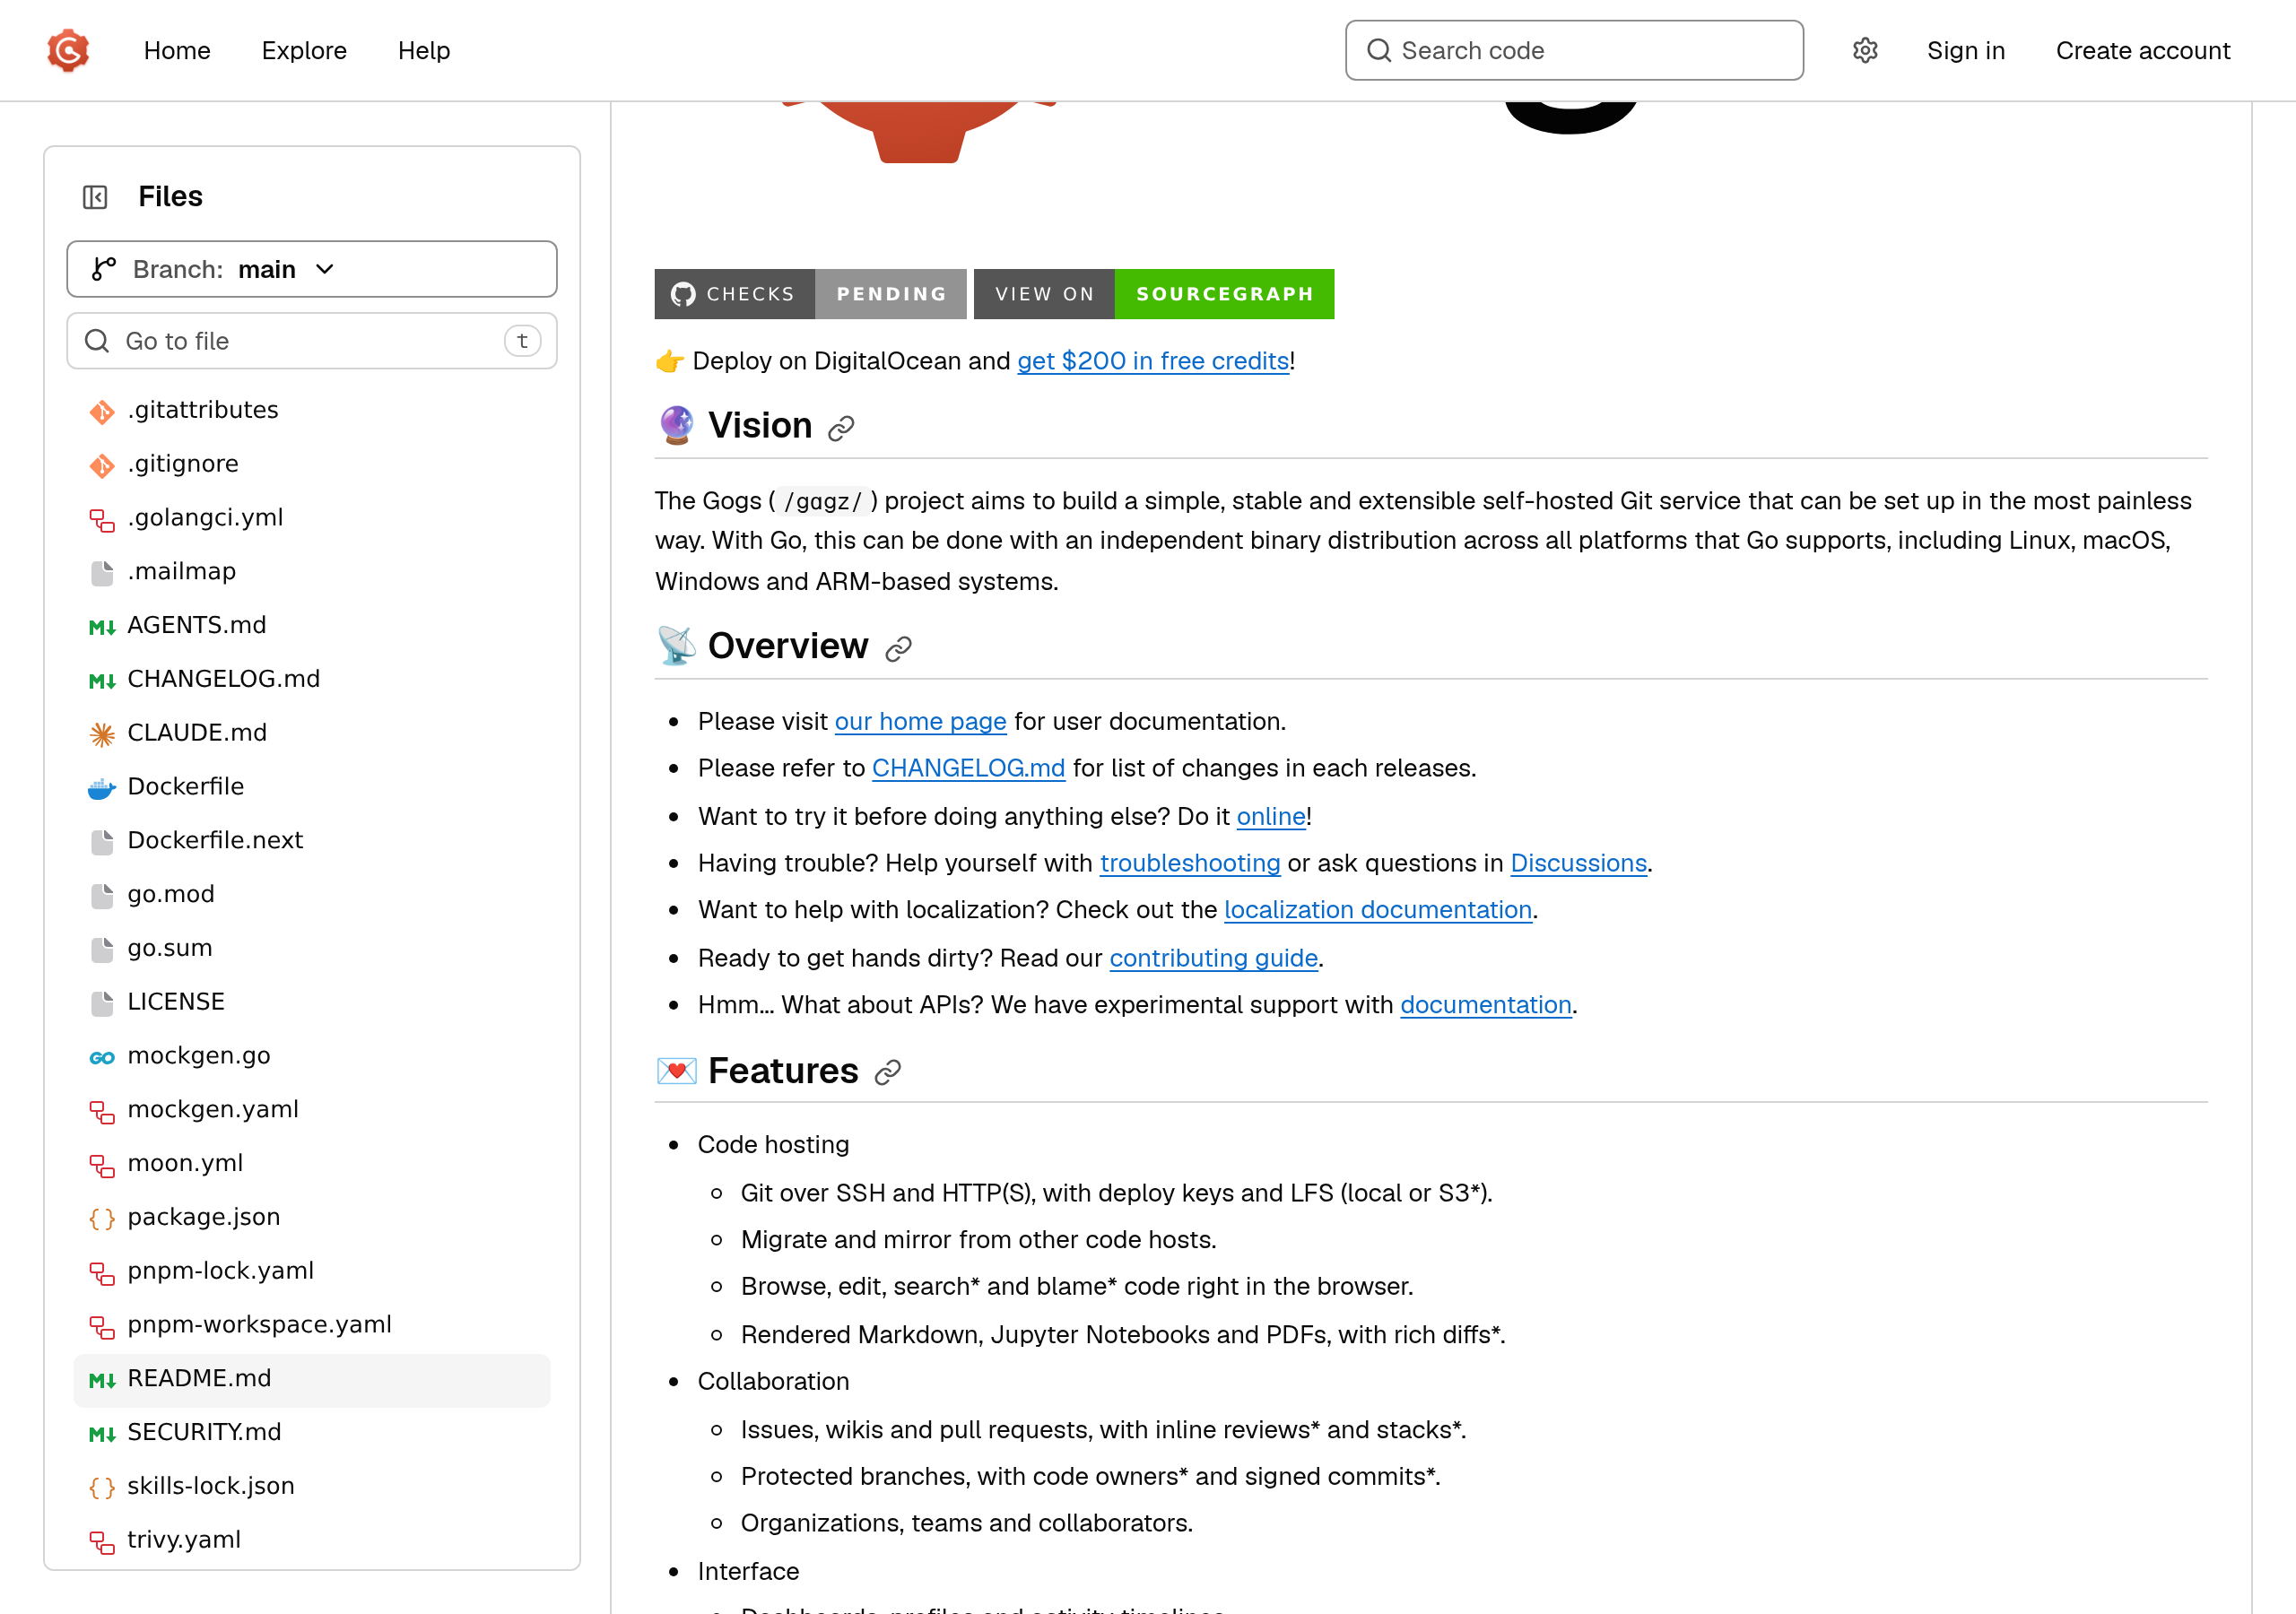 Home Explore Help Search code Sign in Create account
Files
Branch: main
Go to file t
.gitattributes
.gitignore
.golangci.yml
.mailmap
AGENTS.md
CHANGELOG.md
CLAUDE.md
Dockerfile
Dockerfile.next
go.mod
go.sum
LICENSE
mockgen.go
mockgen.yaml
moon.yml
package.json
pnpm-lock.yaml
pnpm-workspace.yaml
README.md
SECURITY.md
skills-lock.json
trivy.yaml
CHECKS PENDING VIEW ON SOURCEGRAPH
👉 Deploy on DigitalOcean and get $200 in free credits!
🔮 Vision
The Gogs ( /gɑgz/ ) project aims to build a simple, stable and extensible self-hosted Git service that can be set up in the most painless
way. With Go, this can be done with an independent binary distribution across all platforms that Go supports, including Linux, macOS,
Windows and ARM-based systems.
📡 Overview
• Please visit our home page for user documentation.
• Please refer to CHANGELOG.md for list of changes in each releases.
• Want to try it before doing anything else? Do it online!
• Having trouble? Help yourself with troubleshooting or ask questions in Discussions.
• Want to help with localization? Check out the localization documentation.
• Ready to get hands dirty? Read our contributing guide.
• Hmm... What about APIs? We have experimental support with documentation.
💌 Features
• Code hosting
◦ Git over SSH and HTTP(S), with deploy keys and LFS (local or S3*).
◦ Migrate and mirror from other code hosts.
◦ Browse, edit, search* and blame* code right in the browser.
◦ Rendered Markdown, Jupyter Notebooks and PDFs, with rich diffs*.
• Collaboration
◦ Issues, wikis and pull requests, with inline reviews* and stacks*.
◦ Protected branches, with code owners* and signed commits*.
◦ Organizations, teams and collaborators.
• Interface
◦ Dashboards, profiles and activity timelines.